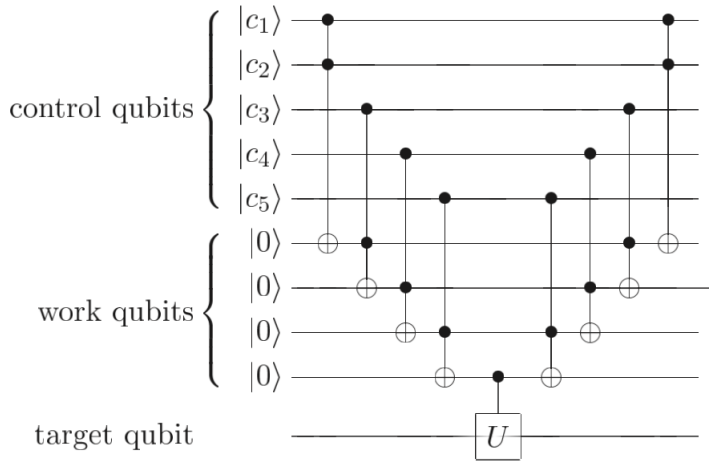 |c₁⟩
|c₂⟩
control qubits |c₃⟩
|c₄⟩
|c₅⟩
|0⟩
|0⟩
work qubits
|0⟩
|0⟩
target qubit U